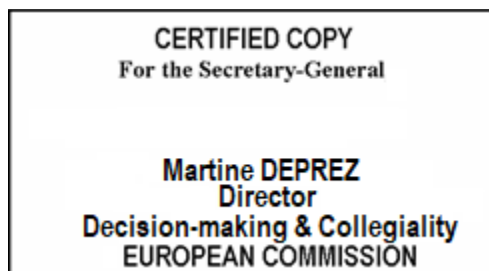 CERTIFIED COPY
For the Secretary-General
Martine DEPREZ
Director
Decision-making & Collegiality
EUROPEAN COMMISSION